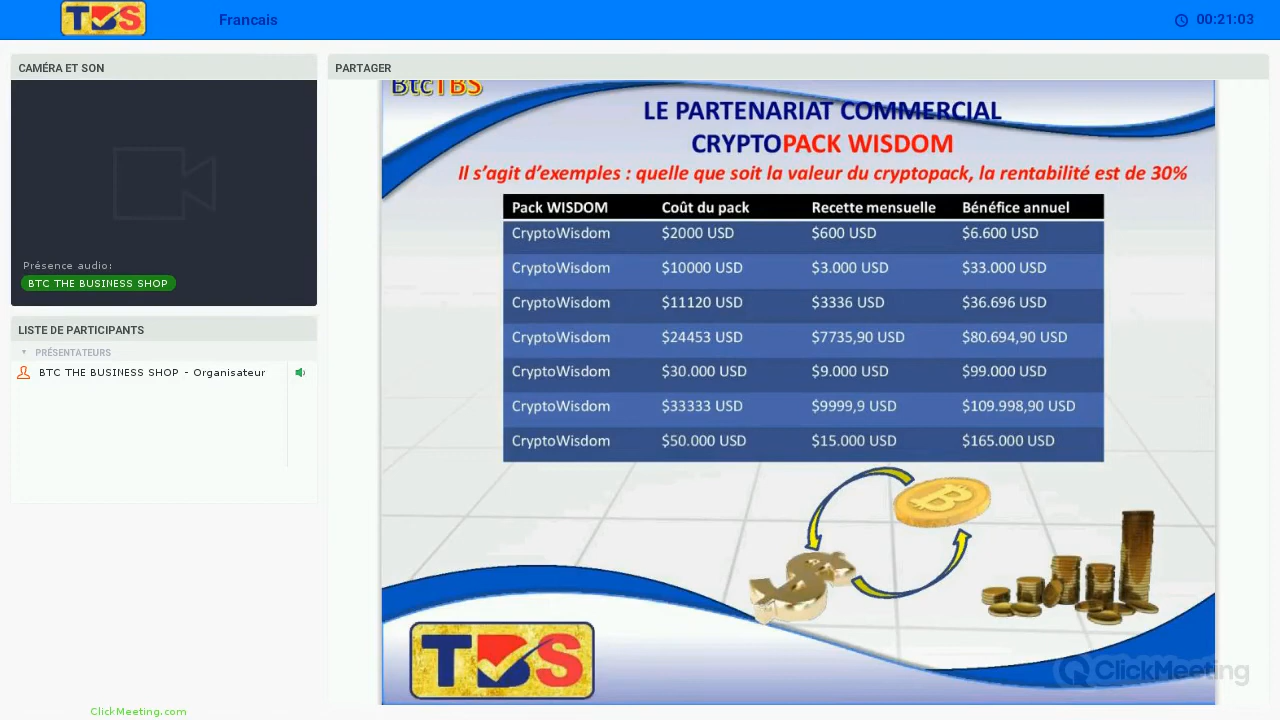 TBS
Francais
00:21:03
CAMÉRA ET SON
Présence audio:
BTC THE BUSINESS SHOP
LISTE DE PARTICIPANTS
PRÉSENTATEURS
BTC THE BUSINESS SHOP - Organisateur
PARTAGER
BtcTBS
LE PARTENARIAT COMMERCIAL
CRYPTOPACK WISDOM
Il s'agit d'exemples : quelle que soit la valeur du cryptopack, la rentabilité est de 30%
Pack WISDOM Coût du pack Recette mensuelle Bénéfice annuel
CryptoWisdom $2000 USD $600 USD $6.600 USD
CryptoWisdom $10000 USD $3.000 USD $33.000 USD
CryptoWisdom $11120 USD $3336 USD $36.696 USD
CryptoWisdom $24453 USD $7735,90 USD $80.694,90 USD
CryptoWisdom $30.000 USD $9.000 USD $99.000 USD
CryptoWisdom $33333 USD $9999,9 USD $109.998,90 USD
CryptoWisdom $50.000 USD $15.000 USD $165.000 USD
TBS
ClickMeeting
ClickMeeting.com